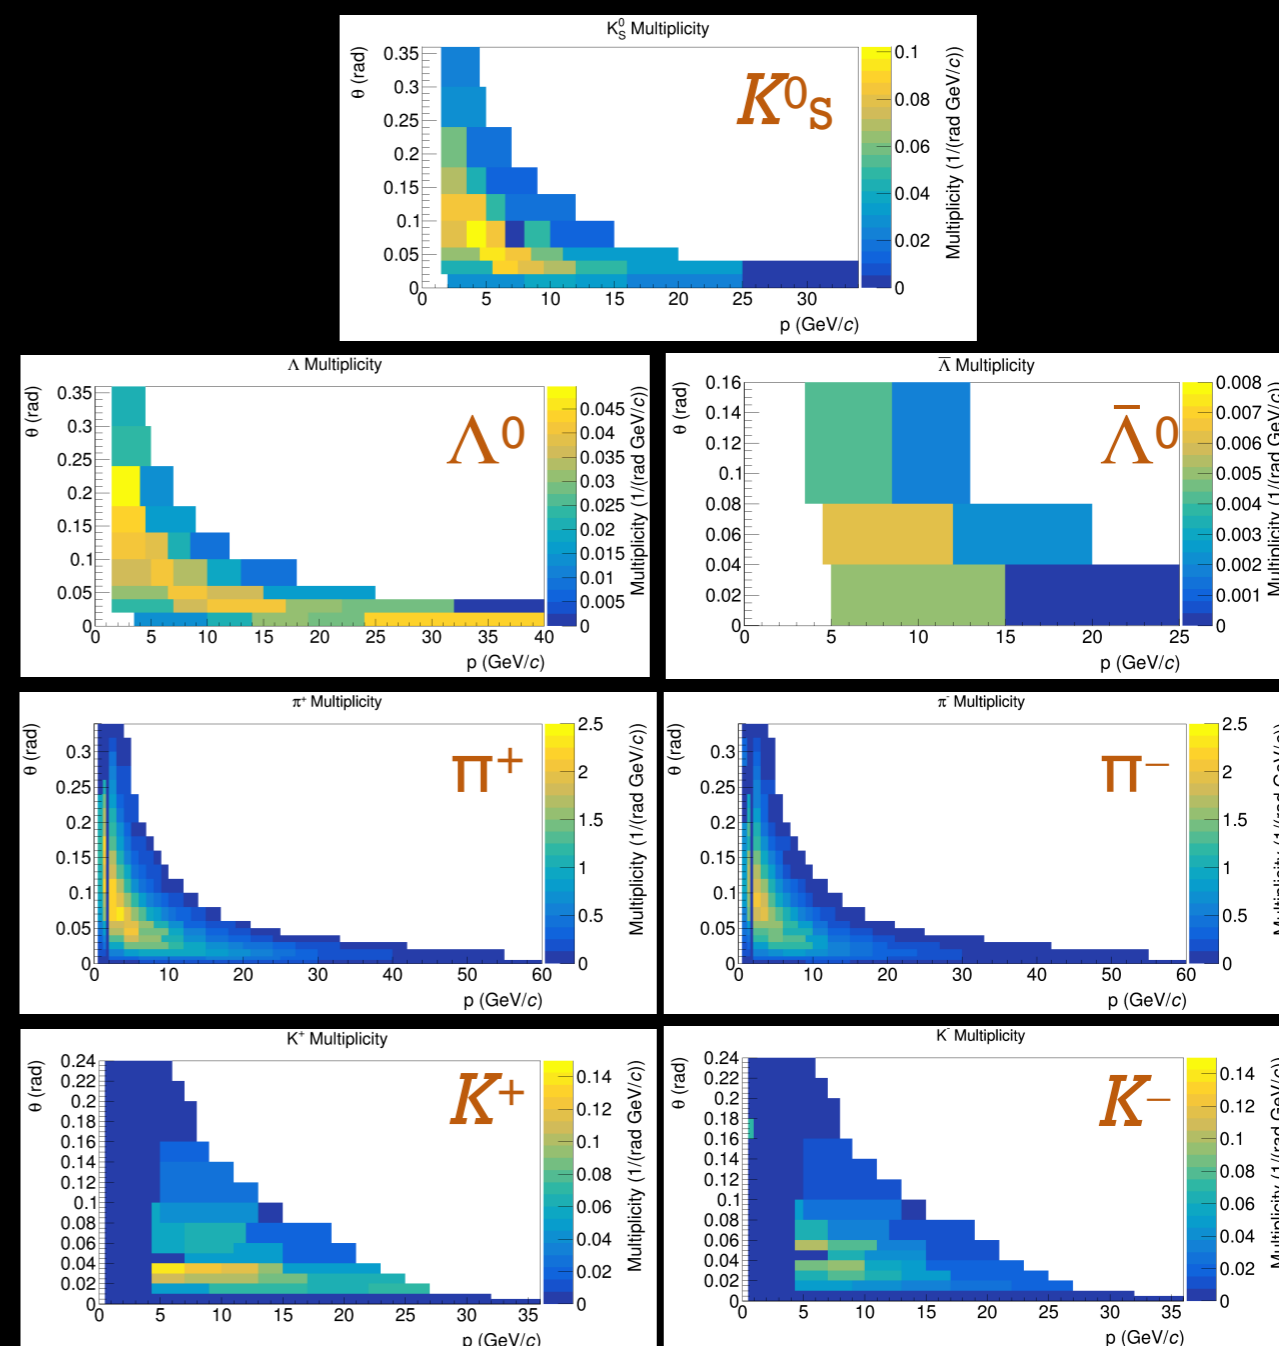 K⁰S Multiplicity
θ (rad)
0.35
0.3
0.25
0.2
0.15
0.1
0.05
0
0 5 10 15 20 25 30
p (GeV/c)
0.1
0.08
0.06
0.04
0.02
0
Multiplicity (1/(rad GeV/c))
K⁰S
Λ Multiplicity
θ (rad)
0.35
0.3
0.25
0.2
0.15
0.1
0.05
0
0 5 10 15 20 25 30 35 40
p (GeV/c)
0.045
0.04
0.035
0.03
0.025
0.02
0.015
0.01
0.005
0
Multiplicity (1/(rad GeV/c))
Λ⁰
Λ̅ Multiplicity
θ (rad)
0.16
0.14
0.12
0.1
0.08
0.06
0.04
0.02
0
0 5 10 15 20 25
p (GeV/c)
0.008
0.007
0.006
0.005
0.004
0.003
0.002
0.001
0
Multiplicity (1/(rad GeV/c))
Λ̅⁰
π⁺ Multiplicity
θ (rad)
0.3
0.25
0.2
0.15
0.1
0.05
0
0 10 20 30 40 50 60
p (GeV/c)
2.5
2
1.5
1
0.5
0
Multiplicity (1/(rad GeV/c))
π⁺
π⁻ Multiplicity
θ (rad)
0.3
0.25
0.2
0.15
0.1
0.05
0
0 10 20 30 40 50 60
p (GeV/c)
2.5
2
1.5
1
0.5
0
Multiplicity (1/(rad GeV/c))
π⁻
K⁺ Multiplicity
θ (rad)
0.24
0.22
0.2
0.18
0.16
0.14
0.12
0.1
0.08
0.06
0.04
0.02
0
0 5 10 15 20 25 30 35
p (GeV/c)
0.14
0.12
0.1
0.08
0.06
0.04
0.02
0
Multiplicity (1/(rad GeV/c))
K⁺
K⁻ Multiplicity
θ (rad)
0.24
0.22
0.2
0.18
0.16
0.14
0.12
0.1
0.08
0.06
0.04
0.02
0
0 5 10 15 20 25 30 35
p (GeV/c)
0.14
0.12
0.1
0.08
0.06
0.04
0.02
0
Multiplicity (1/(rad GeV/c))
K⁻